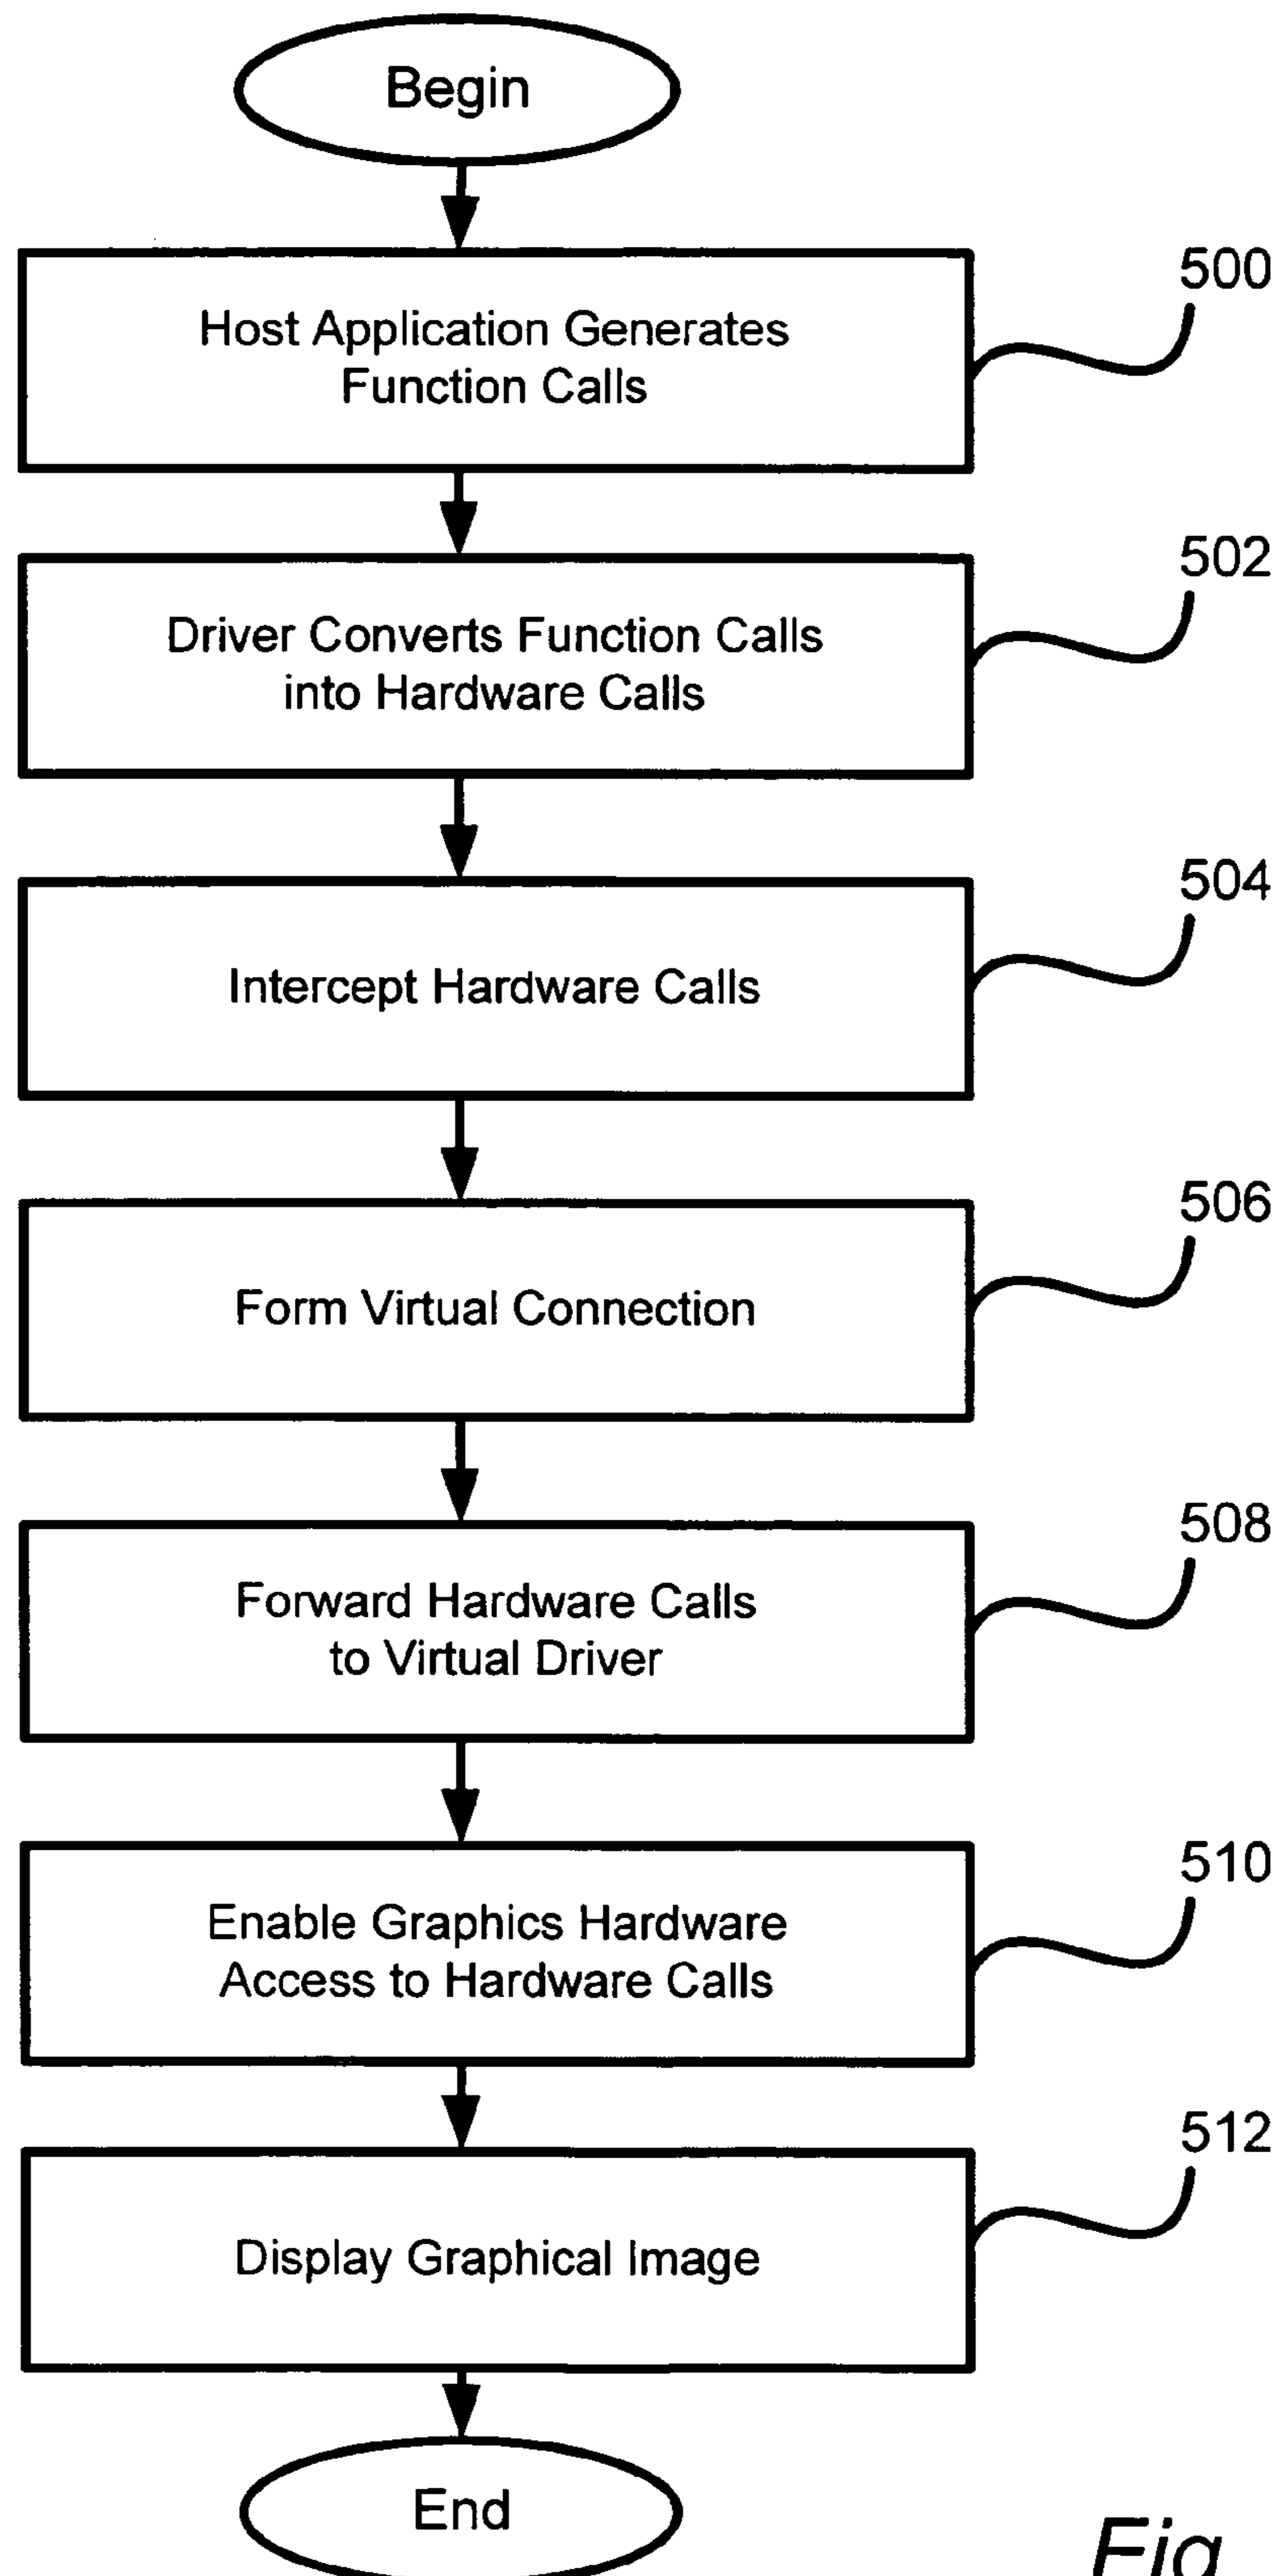 Begin
500
Host Application Generates
Function Calls
502
Driver Converts Function Calls
into Hardware Calls
504
Intercept Hardware Calls
506
Form Virtual Connection
508
Forward Hardware Calls
to Virtual Driver
510
Enable Graphics Hardware
Access to Hardware Calls
512
Display Graphical Image
End
Fig